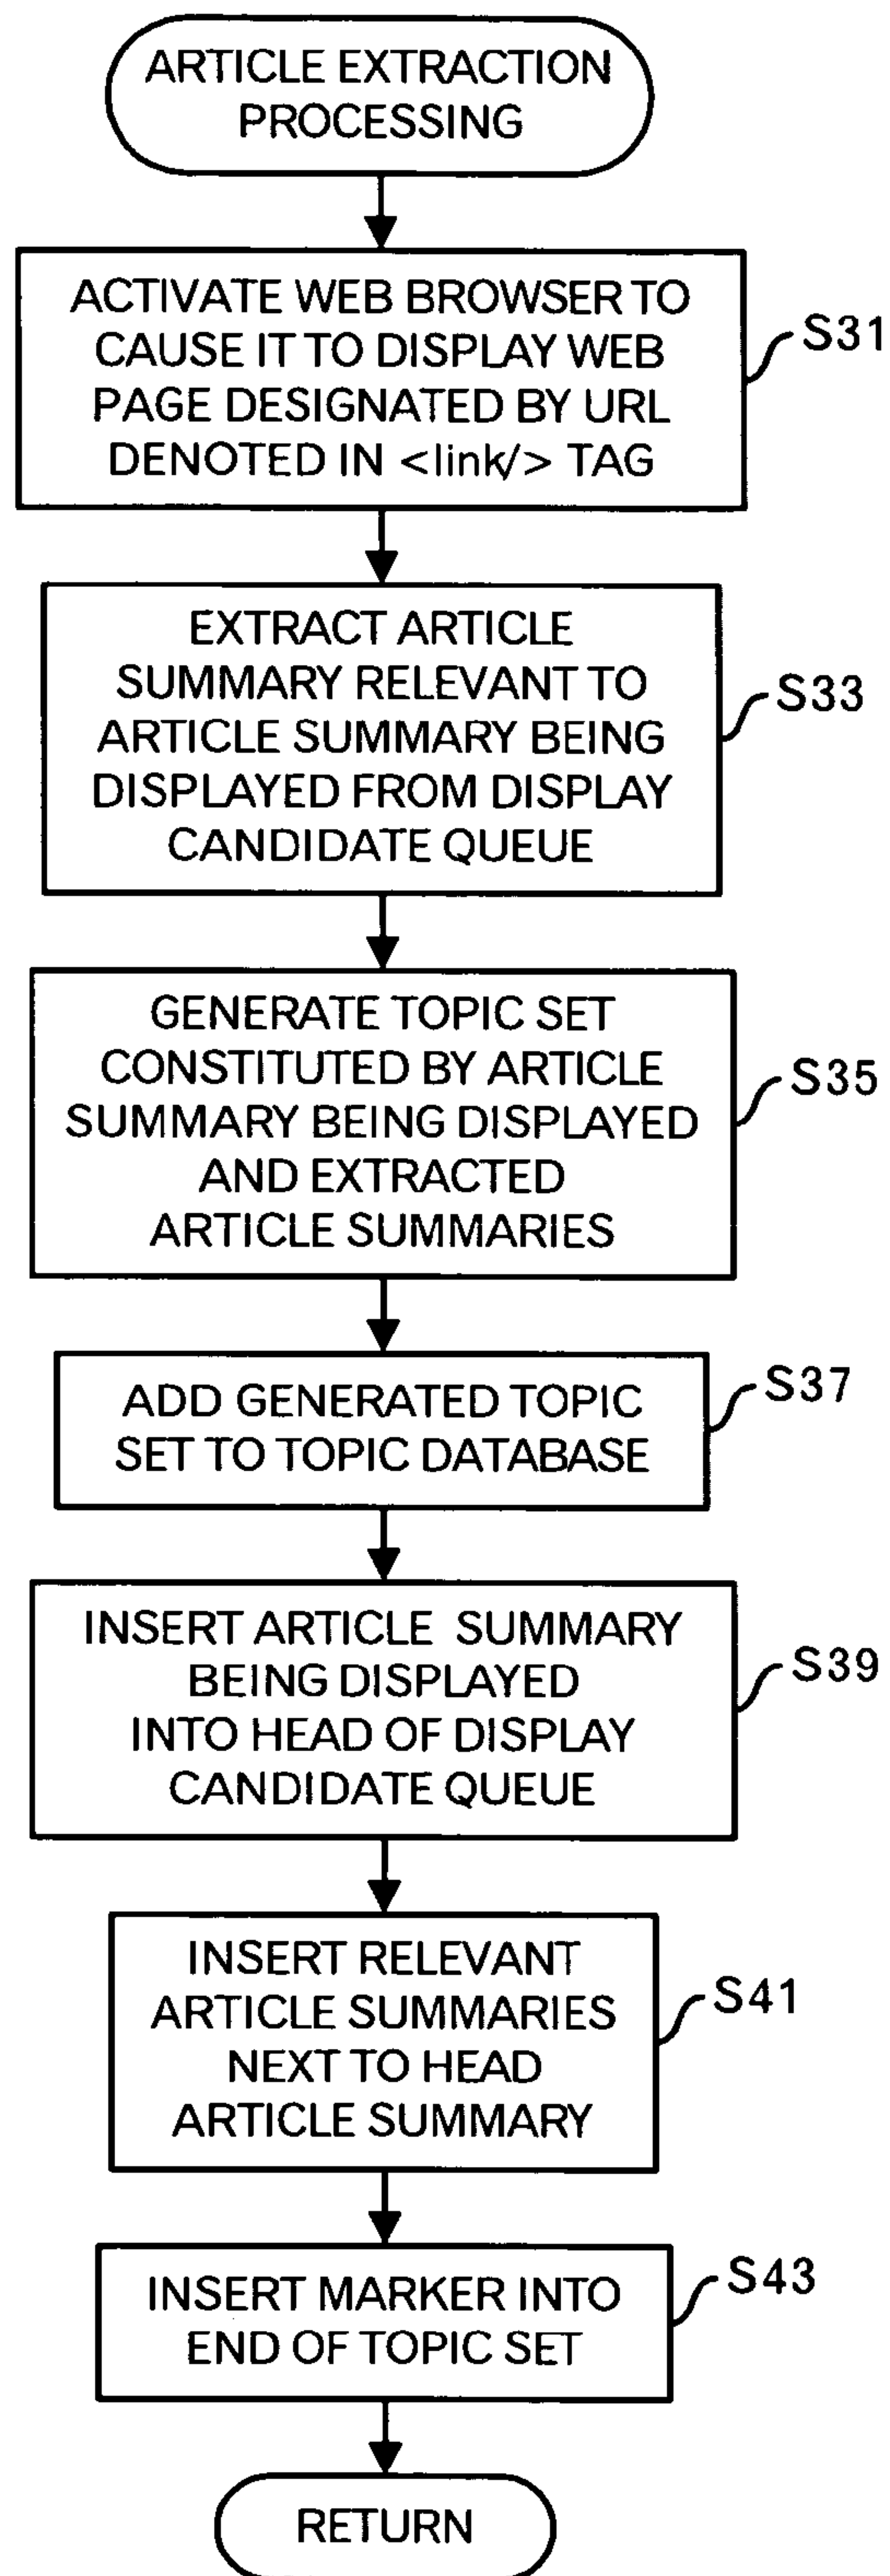 ARTICLE EXTRACTION
PROCESSING
ACTIVATE WEB BROWSER TO
CAUSE IT TO DISPLAY WEB
PAGE DESIGNATED BY URL
DENOTED IN <link/> TAG
S31
EXTRACT ARTICLE
SUMMARY RELEVANT TO
ARTICLE SUMMARY BEING
DISPLAYED FROM DISPLAY
CANDIDATE QUEUE
S33
GENERATE TOPIC SET
CONSTITUTED BY ARTICLE
SUMMARY BEING DISPLAYED
AND EXTRACTED
ARTICLE SUMMARIES
S35
ADD GENERATED TOPIC
SET TO TOPIC DATABASE
S37
INSERT ARTICLE SUMMARY
BEING DISPLAYED
INTO HEAD OF DISPLAY
CANDIDATE QUEUE
S39
INSERT RELEVANT
ARTICLE SUMMARIES
NEXT TO HEAD
ARTICLE SUMMARY
S41
INSERT MARKER INTO
END OF TOPIC SET
S43
RETURN